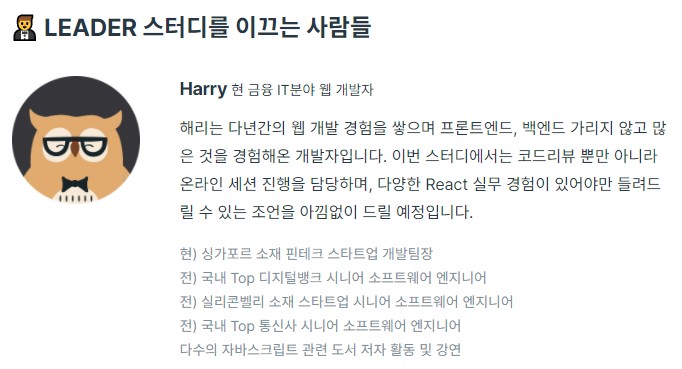 LEADER 스터디를 이끄는 사람들
Harry 현 금융 IT분야 웹 개발자
해리는 다년간의 웹 개발 경험을 쌓으며 프론트엔드, 백엔드 가리지 않고 많
은 것을 경험해온 개발자입니다. 이번 스터디에서는 코드리뷰 뿐만 아니라
온라인 세션 진행을 담당하며, 다양한 React 실무 경험이 있어야만 들려드
릴 수 있는 조언을 아낌없이 드릴 예정입니다.
현) 싱가포르 소재 핀테크 스타트업 개발팀장
전) 국내 Top 디지털뱅크 시니어 소프트웨어 엔지니어
전) 실리콘벨리 소재 스타트업 시니어 소프트웨어 엔지니어
전) 국내 Top 통신사 시니어 소프트웨어 엔지니어
다수의 자바스크립트 관련 도서 저자 활동 및 강연